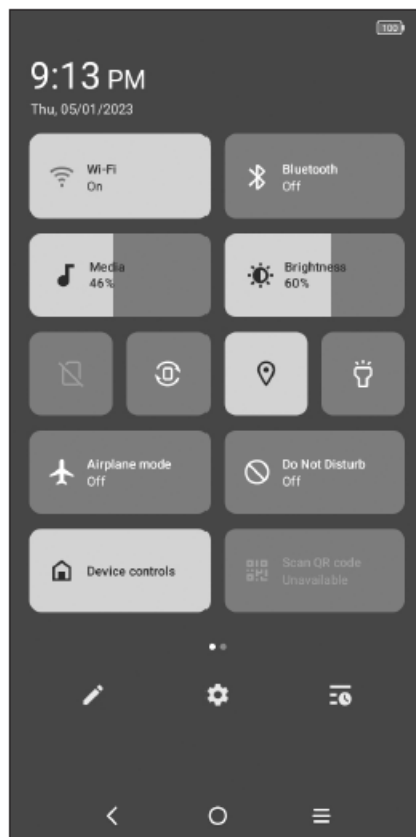 100
9:13 PM
Thu, 05/01/2023
Wi-Fi
On
Bluetooth
Off
Media
46%
Brightness
60%
Airplane mode
Off
Do Not Disturb
Off
Device controls
Scan QR code
Unavailable